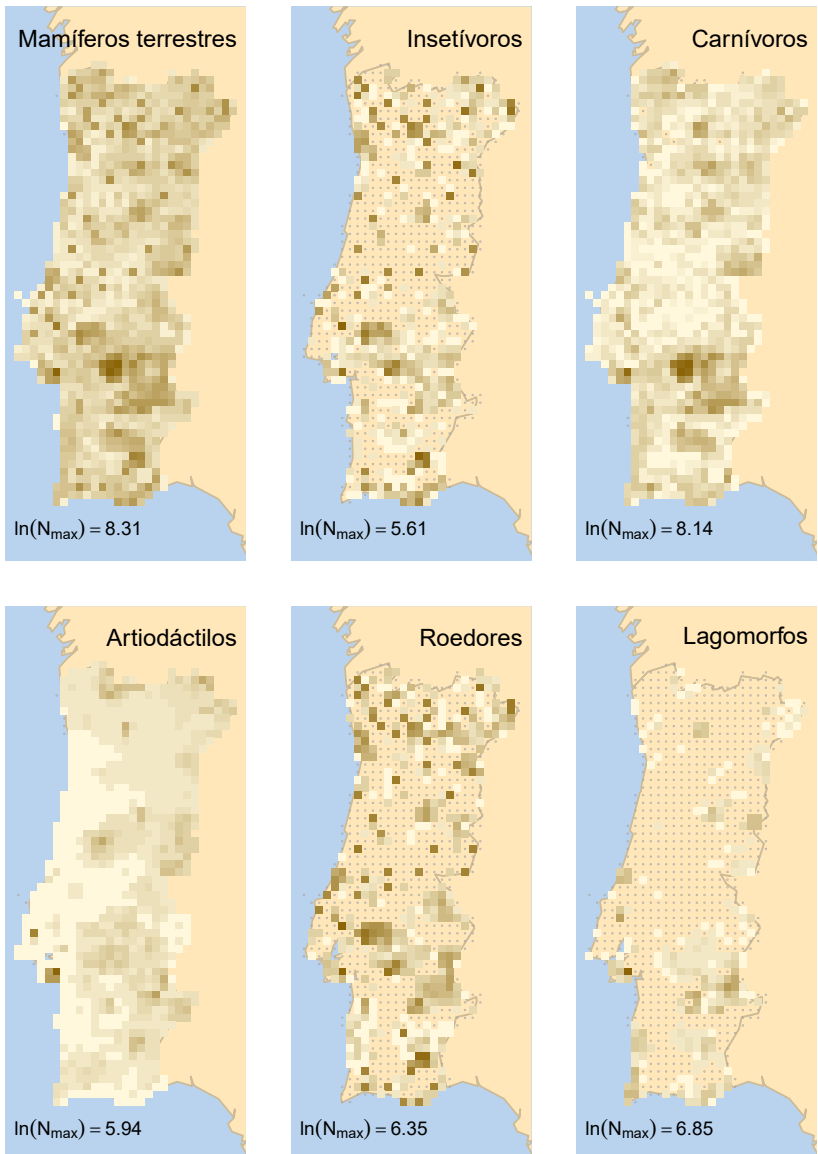 Mamíferos terrestres
ln(Nmax) = 8.31
Insetívoros
ln(Nmax) = 5.61
Carnívoros
ln(Nmax) = 8.14
Artiodáctilos
ln(Nmax) = 5.94
Roedores
ln(Nmax) = 6.35
Lagomorfos
ln(Nmax) = 6.85